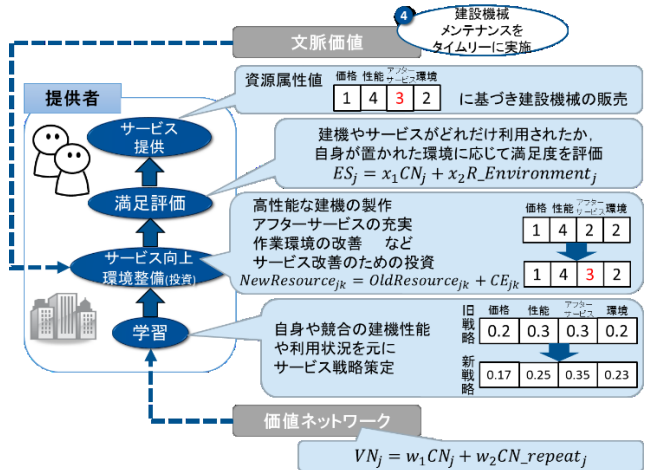 ④
建設機械
メンテナンスを
タイムリーに実施
文脈価値
提供者
サービス
提供
資源属性値
価格 性能 アフターサービス 環境
1 4 3 2
に基づき建設機械の販売
満足評価
建機やサービスがどれだけ利用されたか,
自身が置かれた環境に応じて満足度を評価
ES_j = x_1CN_j + x_2R_Environment_j
サービス向上
環境整備(投資)
高性能な建機の製作
アフターサービスの充実
作業環境の改善 など
サービス改善のための投資
NewResource_{jk} = OldResource_{jk} + CE_{jk}
価格 性能 アフターサービス 環境
1 4 2 2
1 4 3 2
学習
自身や競合の建機性能
や利用状況を元に
サービス戦略策定
旧戦略
価格 性能 アフターサービス 環境
0.2 0.3 0.3 0.2
新戦略
0.17 0.25 0.35 0.23
価値ネットワーク
VN_j = w_1CN_j + w_2CN_repeat_j